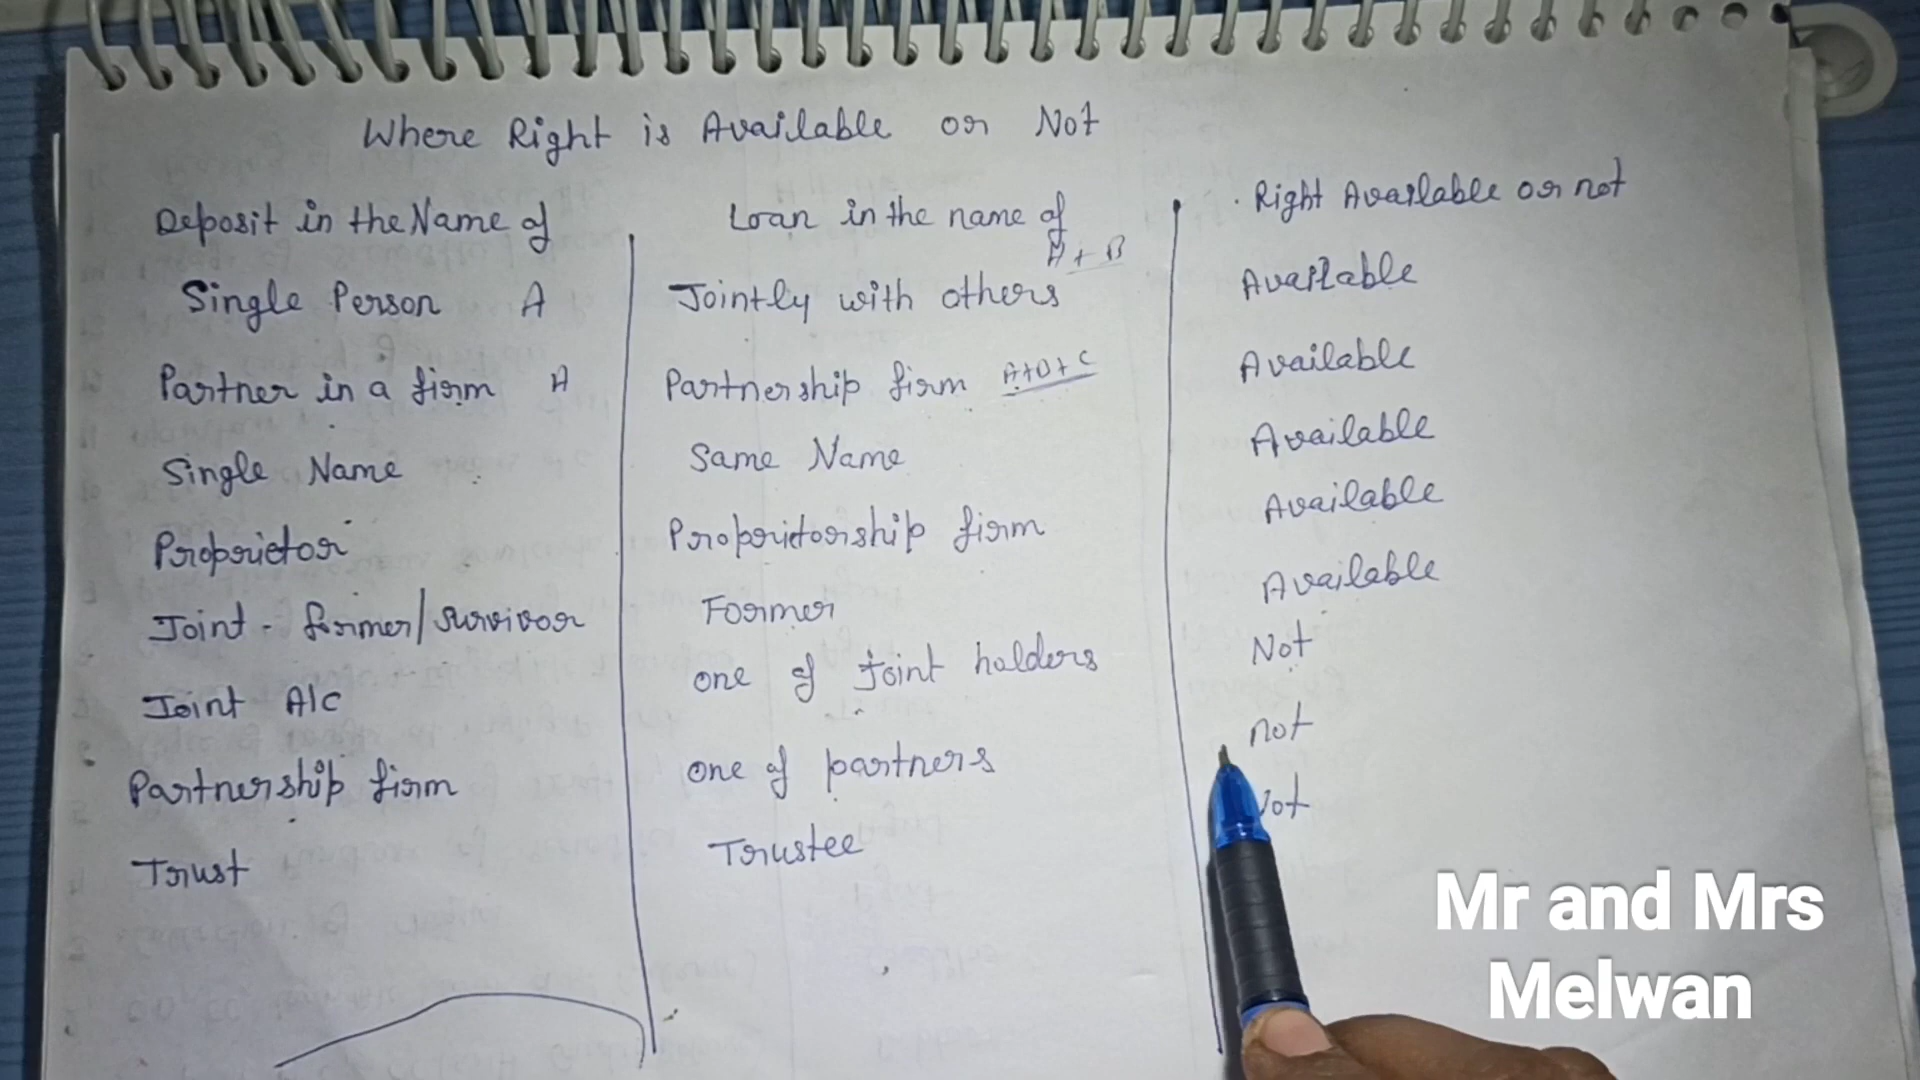 Where Right is Available or Not
Deposit in the Name of Loan in the name of . Right Available or not
A + B
Single Person A Jointly with others Available
Partner in a firm A Partnership firm Available
Single Name Same Name Available
Proprietor Propritorship firm Available
Joint - former/survivor Former Available
Joint A/C one of Joint holders Not
Partnership firm one of partners not
Trust Trustee Not
Mr and Mrs
Melwan